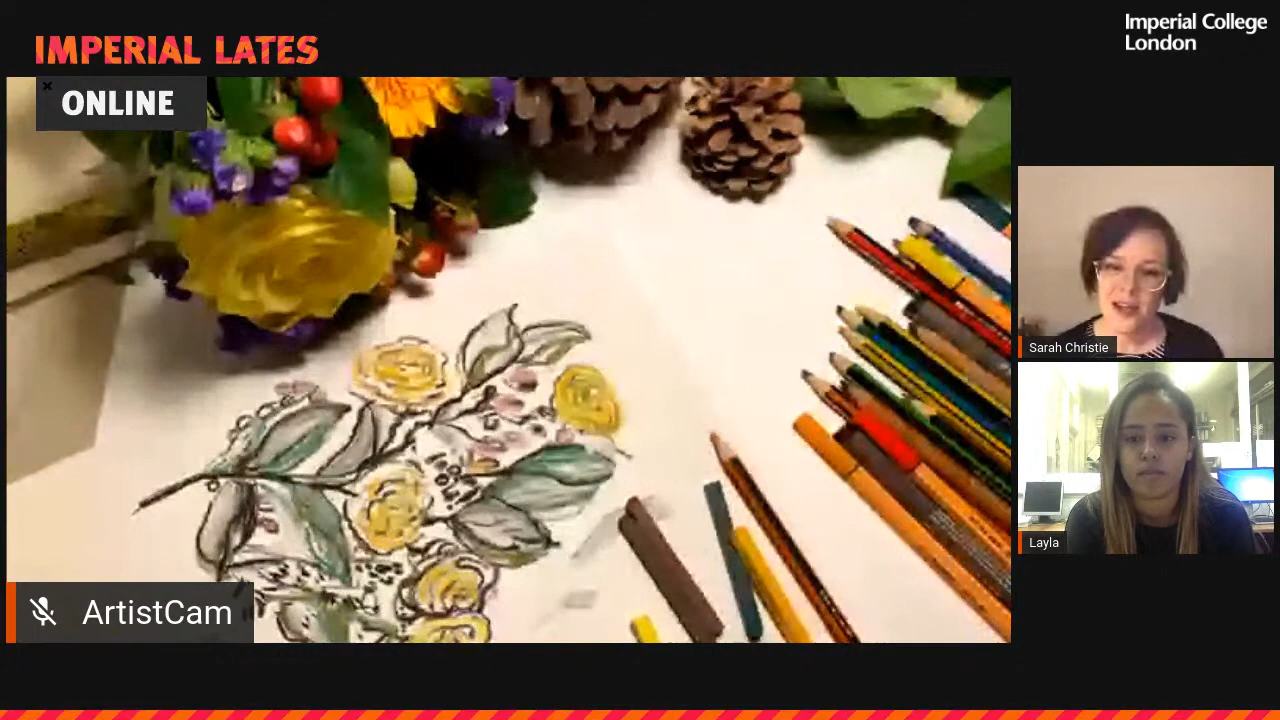 IMPERIAL LATES
ONLINE
Imperial College
London
Sarah Christie
Layla
ArtistCam